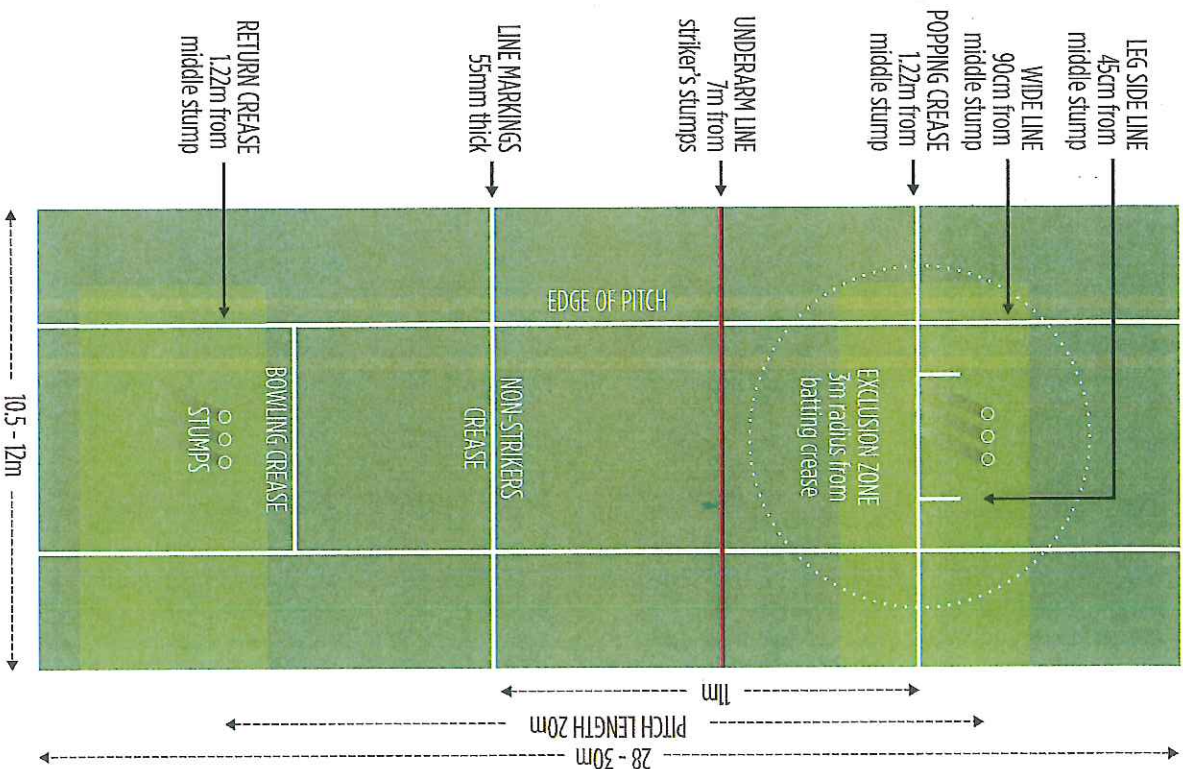 LEG SIDE LINE
45cm from
middle stump
WIDE LINE
90cm from
middle stump
POPPING CREASE
1.22m from
middle stump
UNDERARM LINE
7m from
striker's stumps
LINE MARKINGS
55mm thick
RETURN CREASE
1.22m from
middle stump
EDGE OF PITCH
EXCLUSION ZONE
3m radius from
batting crease
NON-STRIKERS
CREASE
BOWLING CREASE
STUMPS
10.5 - 12m
11m
PITCH LENGTH 20m
28 - 30m